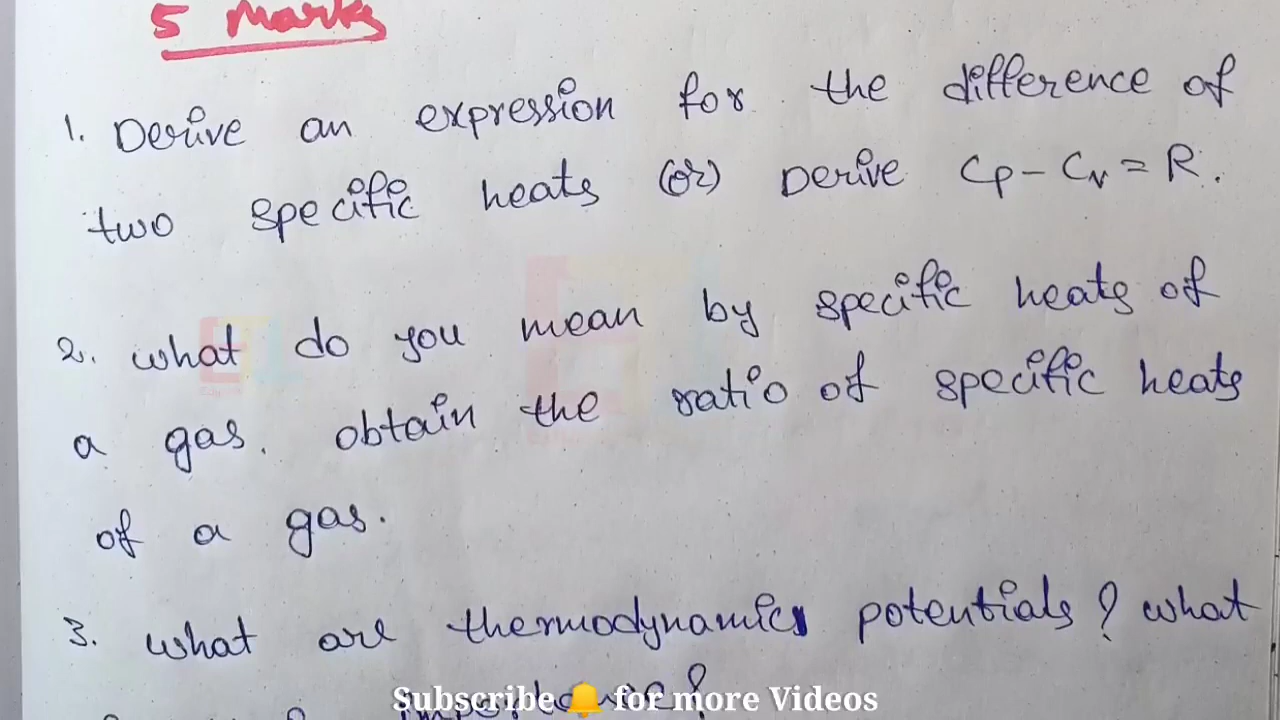 5 Marks
1. Derive an expression for the difference of
two specific heats (or) Derive Cp - Cv = R.
2. What do you mean by specific heats of
a gas. obtain the ratio of specific heats
of a gas.
3. What are thermodynamics potentials? What
importance?
Subscribe 🔔 for more Videos